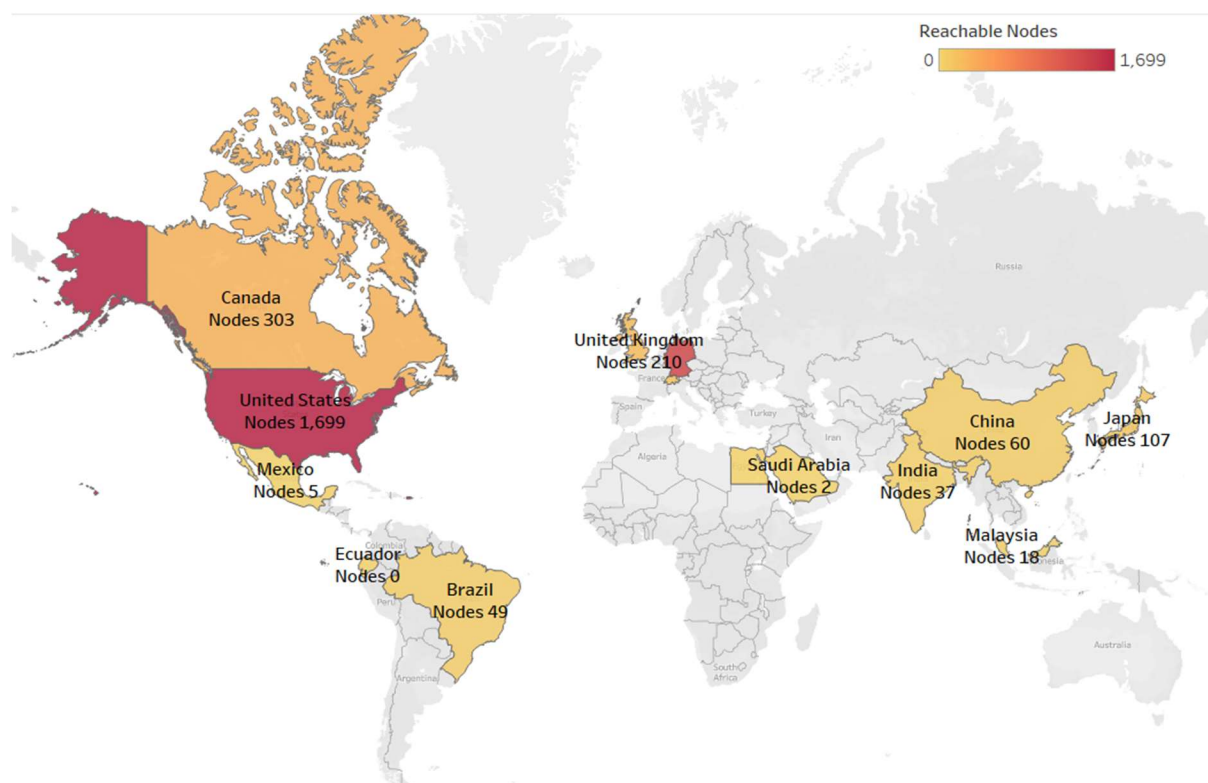 Reachable Nodes
0 1,699
Canada
Nodes 303
Russia
United Kingdom
Nodes 210
France
United States
Nodes 1,699
Spain
Turkey
China
Nodes 60
Japan
Nodes 107
Iran
Algeria
Mexico
Nodes 5
Saudi Arabia
Nodes 2
India
Nodes 37
Malaysia
Nodes 18
Ecuador
Nodes 0
Colombia
Brazil
Nodes 49
Peru
Australia
South
Africa
Argentina